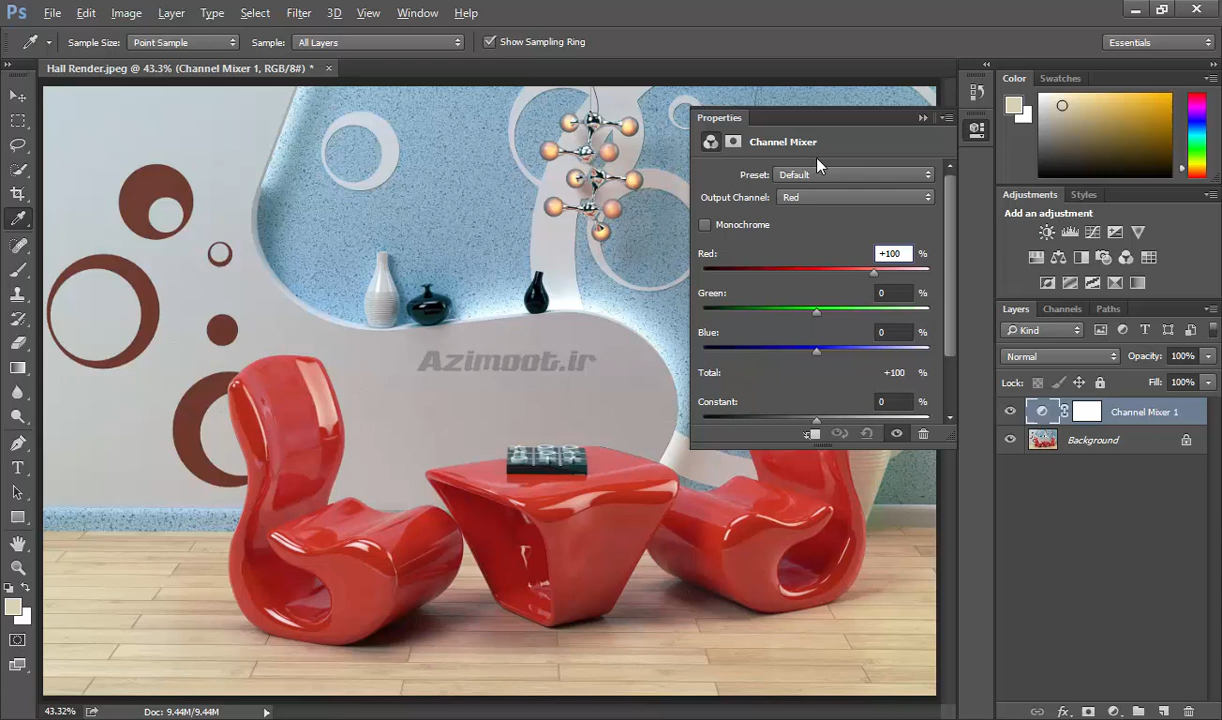 Ps File Edit Image Layer Type Select Filter 3D View Window Help
Sample Size: Point Sample Sample: All Layers Show Sampling Ring Essentials
Hall Render.jpeg @ 43.3% (Channel Mixer 1, RGB/8#) *
Color Swatches
Properties
Channel Mixer
Preset: Default
Output Channel: Red
Monochrome
Red: +100 %
Green: 0 %
Blue: 0 %
Total: +100 %
Constant: 0 %
Azimoot.ir
Adjustments Styles
Add an adjustment
Layers Channels Paths
Kind
Normal Opacity: 100%
Lock: Fill: 100%
Channel Mixer 1
Background
43.32% Doc: 9.44M/9.44M